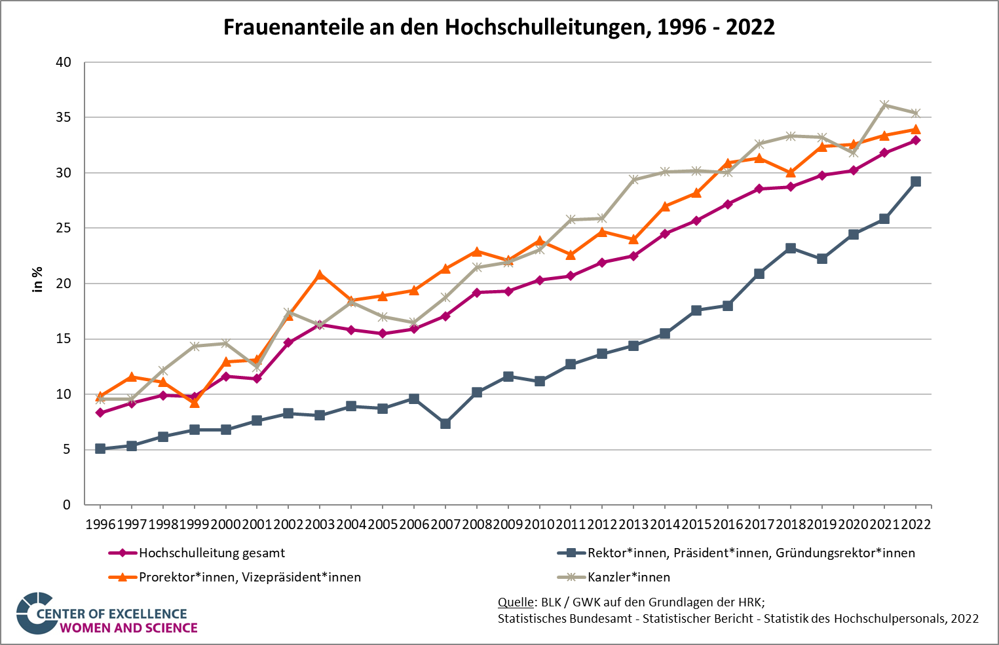 Frauenanteile an den Hochschulleitungen, 1996 - 2022
40
35
30
25
20
15
10
5
0
in %
1996 1997 1998 1999 2000 2001 2002 2003 2004 2005 2006 2007 2008 2009 2010 2011 2012 2013 2014 2015 2016 2017 2018 2019 2020 2021 2022
Hochschulleitung gesamt
Rektor*innen, Präsident*innen, Gründungsrektor*innen
Prorektor*innen, Vizepräsident*innen
Kanzler*innen
Quelle: BLK / GWK auf den Grundlagen der HRK;
Statistisches Bundesamt - Statistischer Bericht - Statistik des Hochschulpersonals, 2022
CENTER OF EXCELLENCE
WOMEN AND SCIENCE